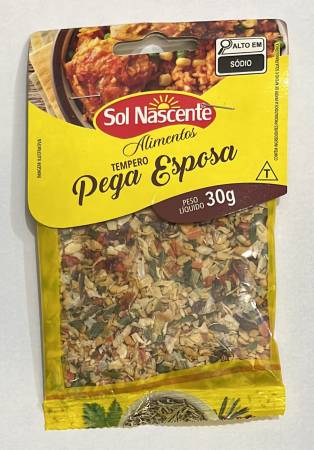 ALTO EM
SÓDIO
Sol Nascente
Alimentos
TEMPERO
Pega Esposa
PESO
LÍQUIDO 30g
T
IMAGEM ILUSTRATIVA